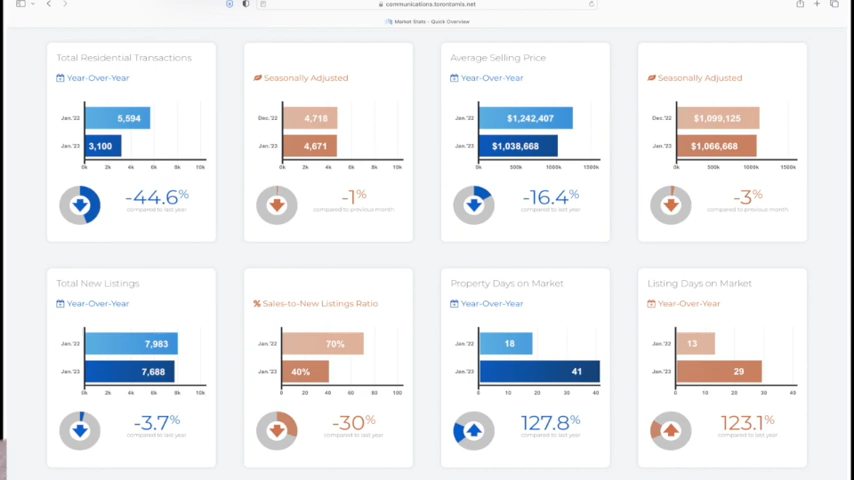 communications.torontomls.net
Market Stats - Quick Overview
Total Residential Transactions
Year-Over-Year
Jan.'22
5,594
Jan.'23
3,100
0k 2k 4k 6k 8k 10k
-44.6%
compared to last year
Seasonally Adjusted
Dec.'22
4,718
Jan.'23
4,671
0k 2k 4k 6k 8k 10k
-1%
compared to previous month
Average Selling Price
Year-Over-Year
Jan.'22
$1,242,407
Jan.'23
$1,038,668
0k 500k 1000k 1500k
-16.4%
compared to last year
Seasonally Adjusted
Dec.'22
$1,099,125
Jan.'23
$1,066,668
0k 500k 1000k 1500k
-3%
compared to previous month
Total New Listings
Year-Over-Year
Jan.'22
7,983
Jan.'23
7,688
0k 2k 4k 6k 8k 10k
-3.7%
compared to last year
Sales-to-New Listings Ratio
Jan.'22
70%
Jan.'23
40%
0 20 40 60 80 100
-30%
compared to last year
Property Days on Market
Year-Over-Year
Jan.'22
18
Jan.'23
41
0 10 20 30 40
127.8%
compared to last year
Listing Days on Market
Year-Over-Year
Jan.'22
13
Jan.'23
29
0 10 20 30 40
123.1%
compared to last year